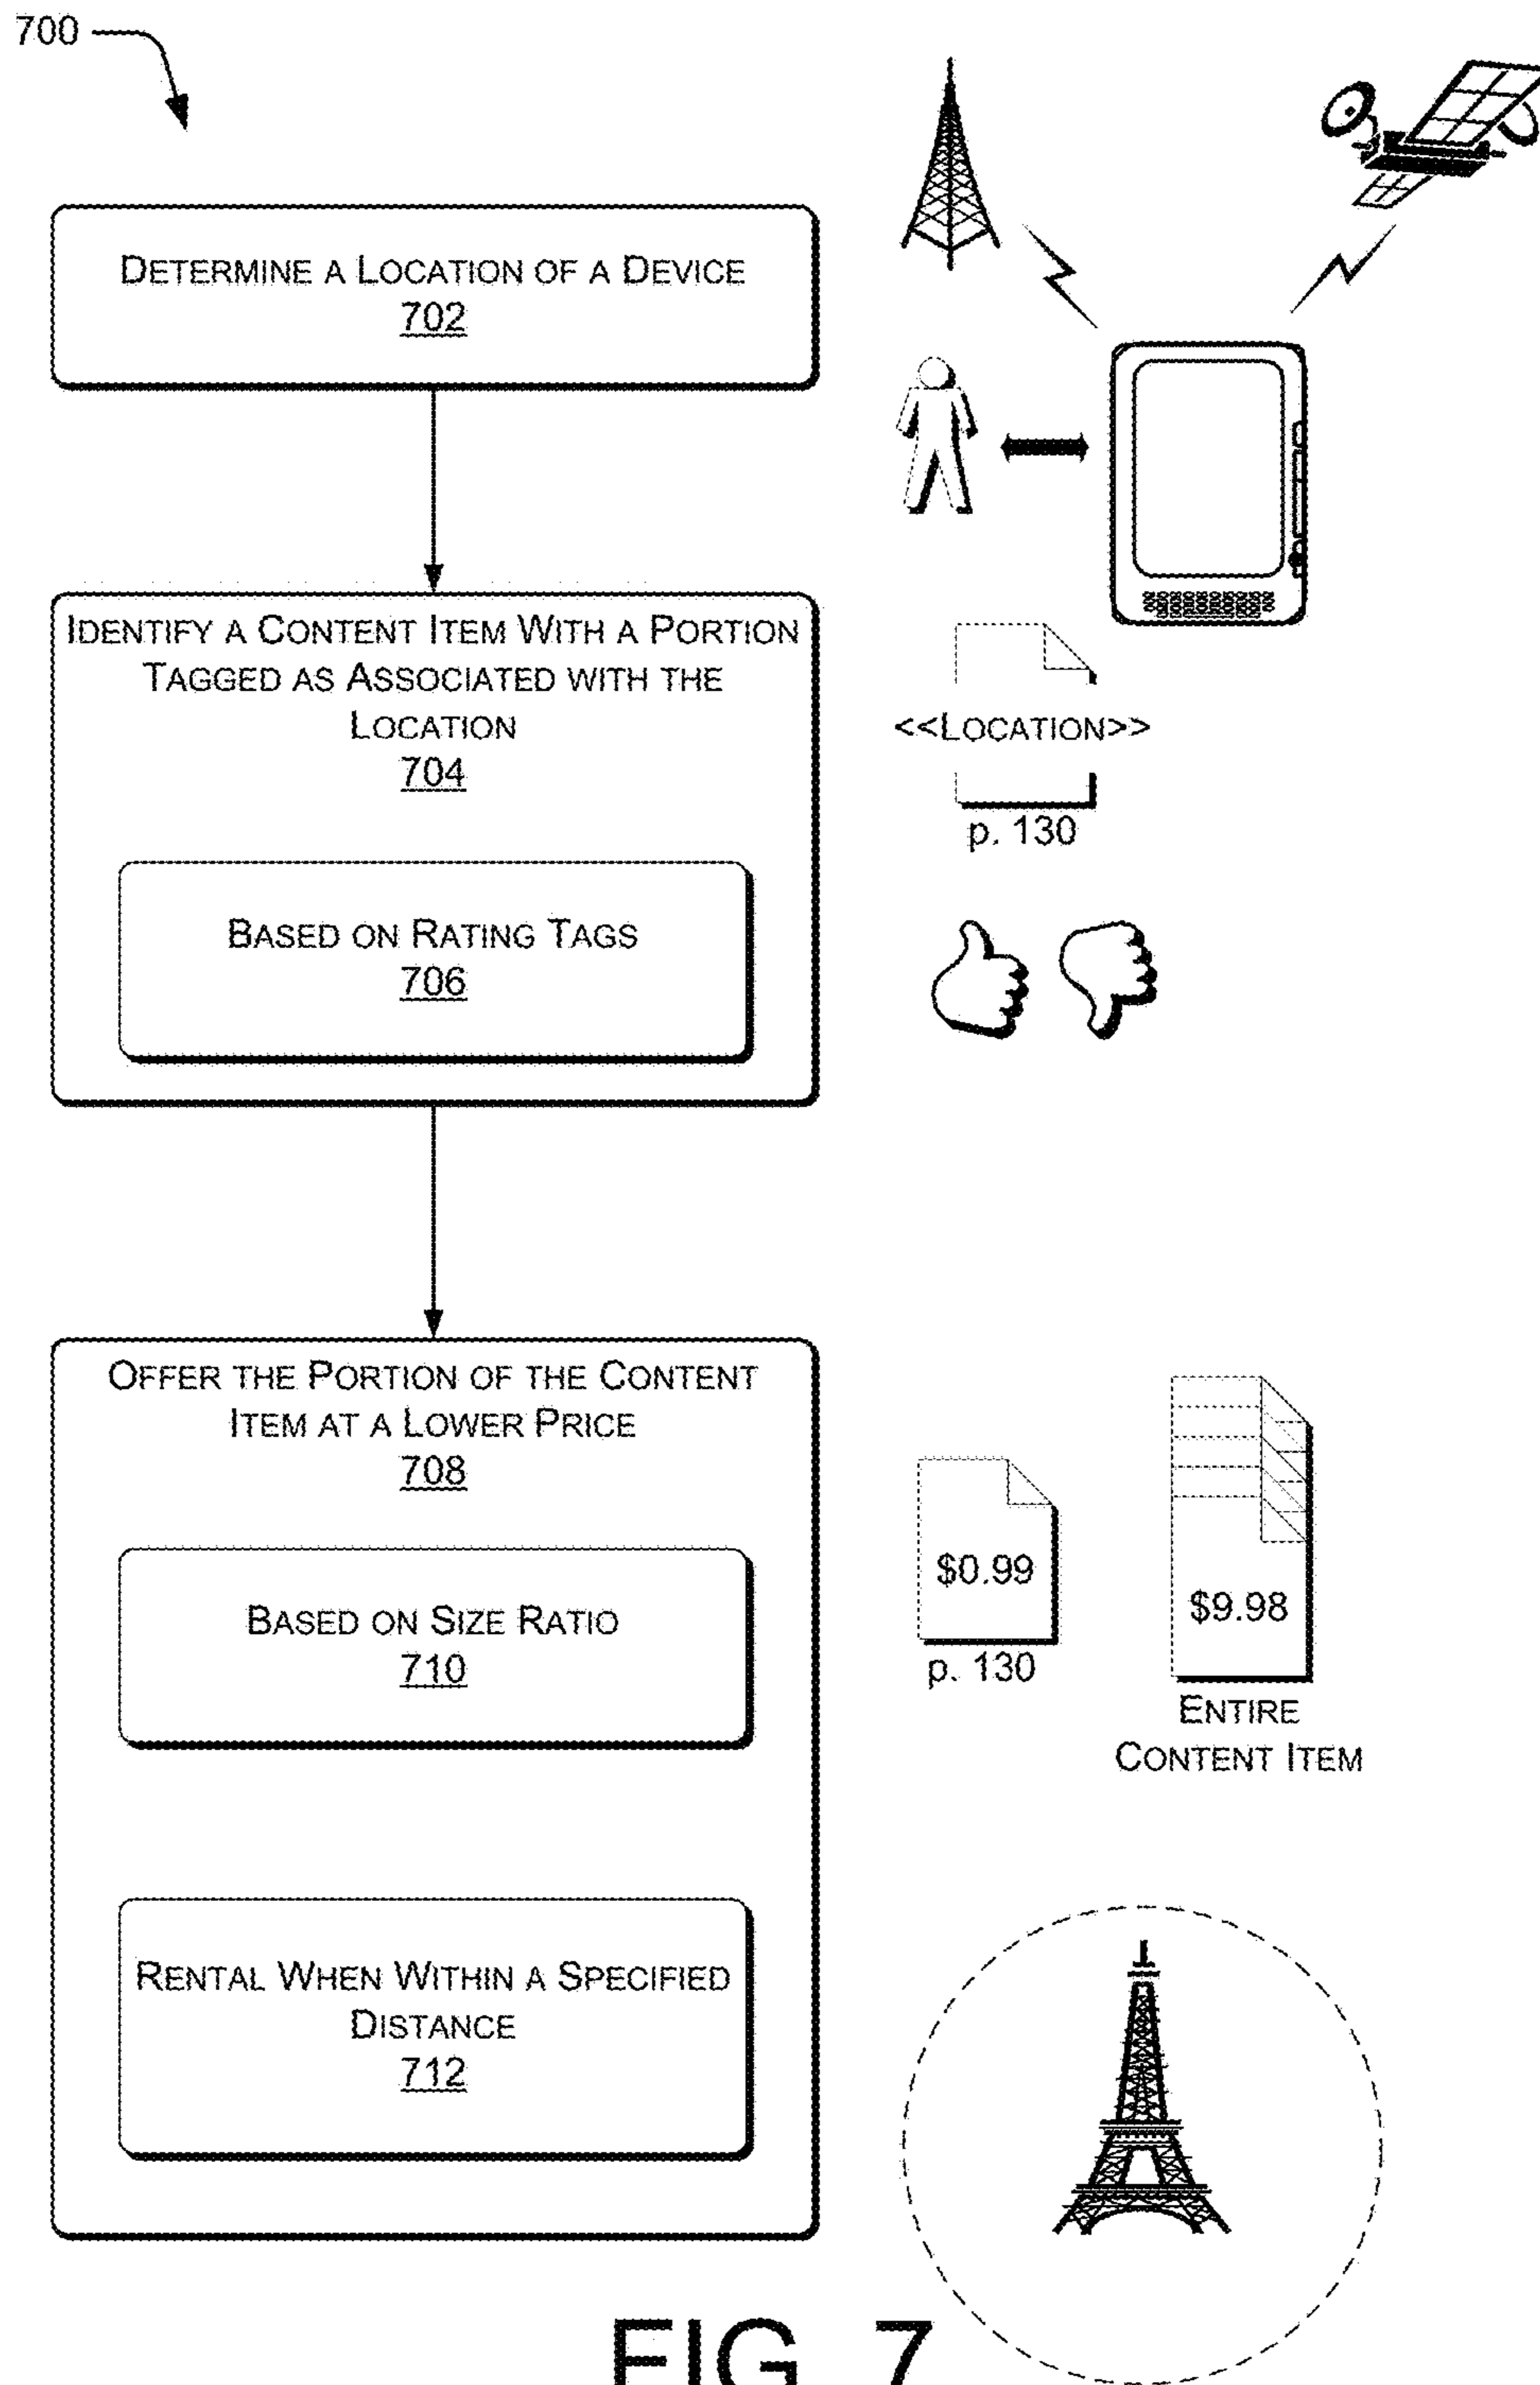 700
DETERMINE A LOCATION OF A DEVICE
702
IDENTIFY A CONTENT ITEM WITH A PORTION
TAGGED AS ASSOCIATED WITH THE
LOCATION
704
<<LOCATION>>
p. 130
BASED ON RATING TAGS
706
OFFER THE PORTION OF THE CONTENT
ITEM AT A LOWER PRICE
708
BASED ON SIZE RATIO
710
$0.99
p. 130
$9.98
ENTIRE
CONTENT ITEM
RENTAL WHEN WITHIN A SPECIFIED
DISTANCE
712
FIG. 7